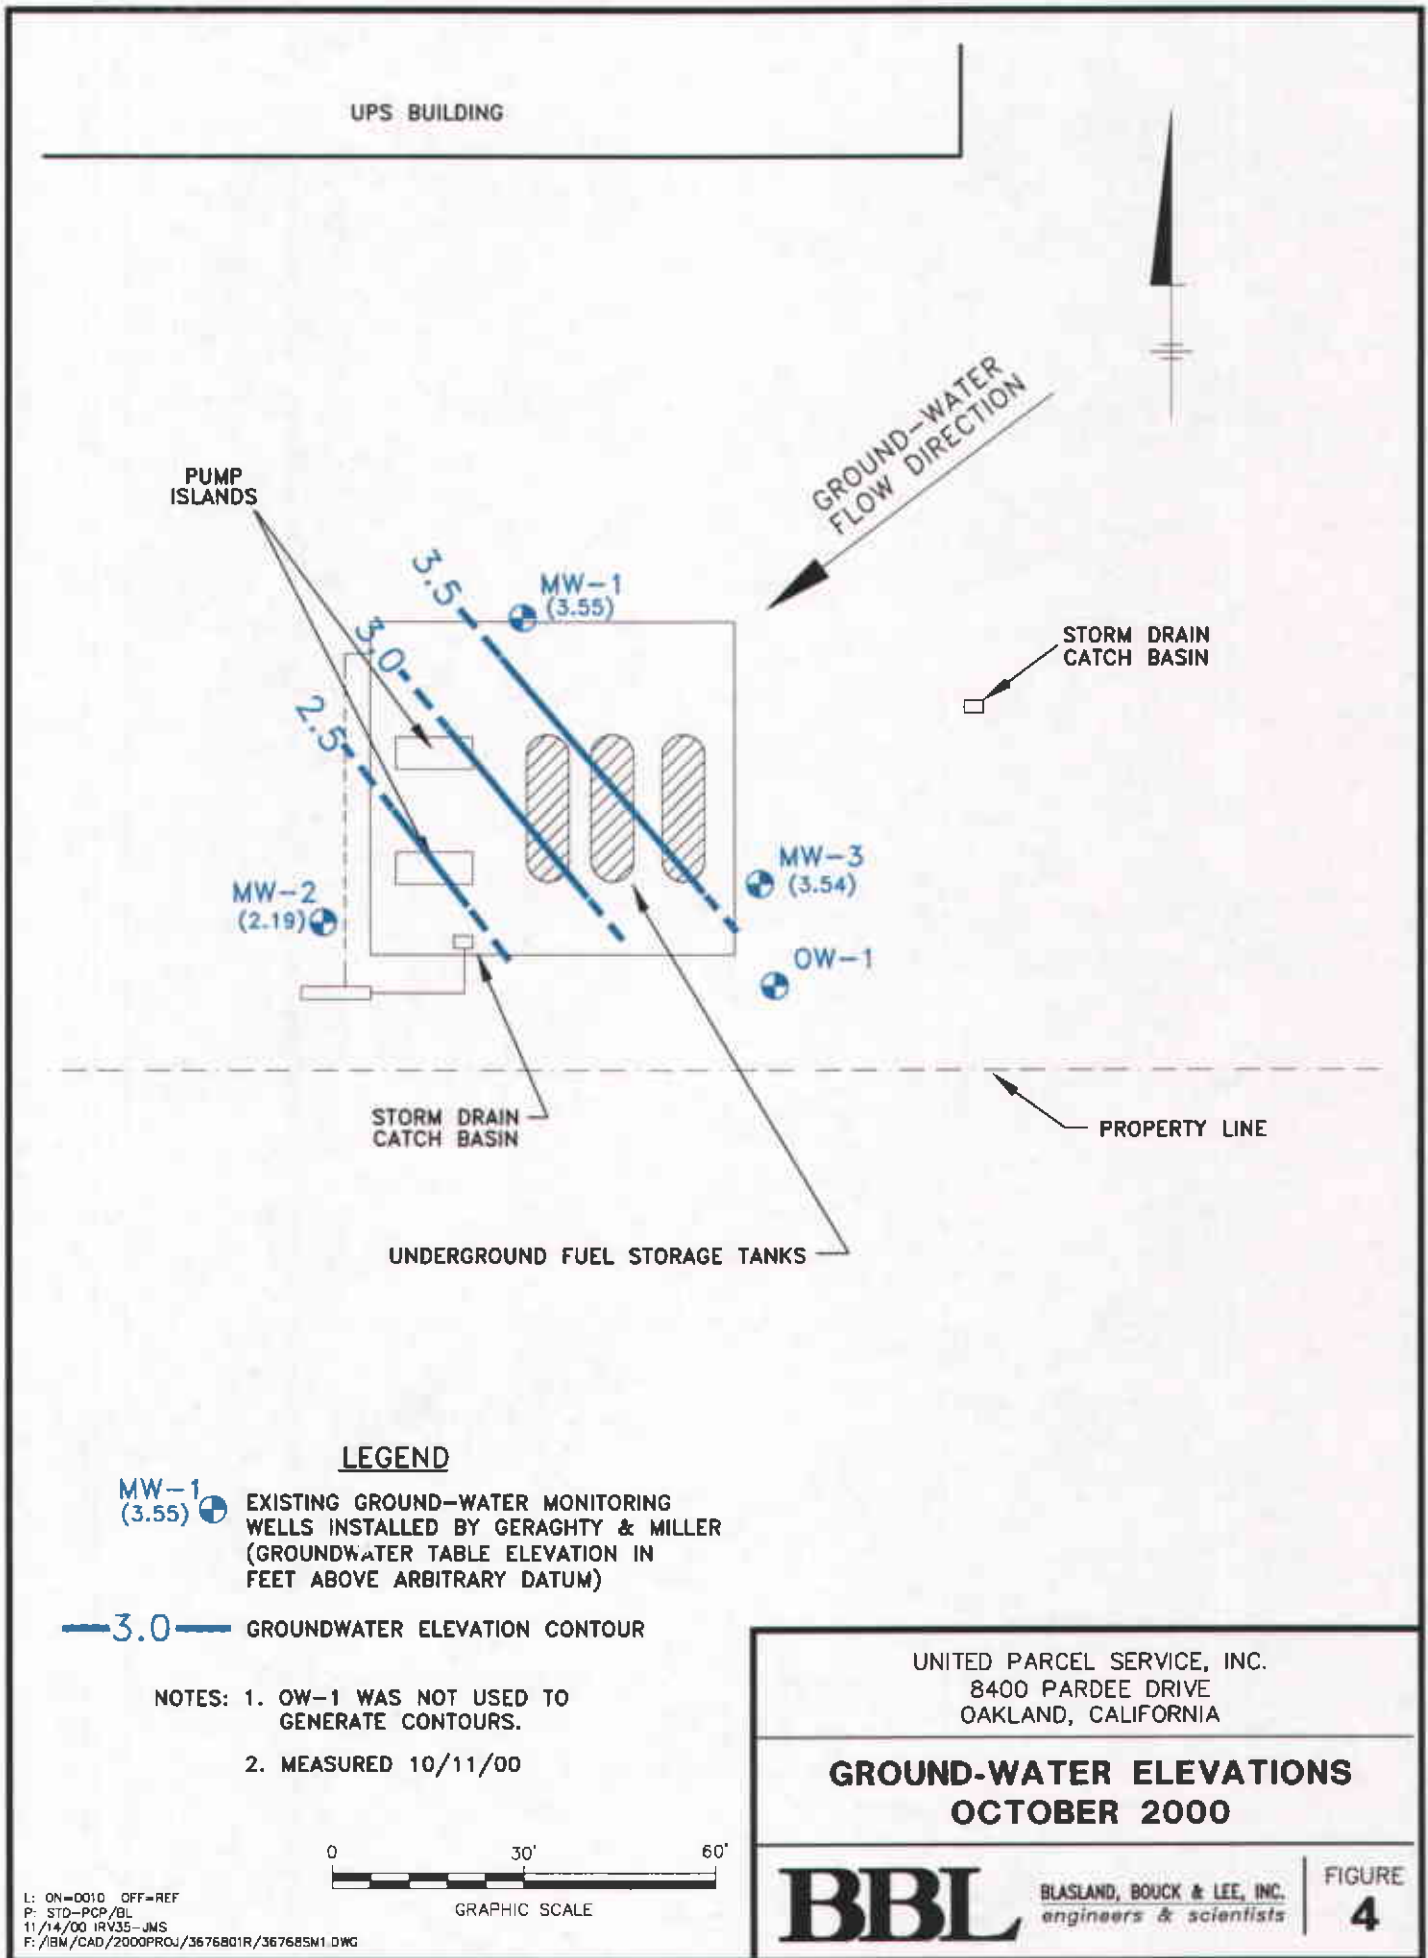 UPS BUILDING
GROUND-WATER
FLOW DIRECTION
PUMP
ISLANDS
3.5
MW-1
(3.55)
3.0
STORM DRAIN
CATCH BASIN
2.5
MW-3
(3.54)
MW-2
(2.19)
OW-1
STORM DRAIN
CATCH BASIN
PROPERTY LINE
UNDERGROUND FUEL STORAGE TANKS
LEGEND
MW-1
(3.55)
EXISTING GROUND-WATER MONITORING
WELLS INSTALLED BY GERAGHTY & MILLER
(GROUNDWATER TABLE ELEVATION IN
FEET ABOVE ARBITRARY DATUM)
3.0
GROUNDWATER ELEVATION CONTOUR
NOTES: 1. OW-1 WAS NOT USED TO
GENERATE CONTOURS.
2. MEASURED 10/11/00
0 30' 60'
GRAPHIC SCALE
L: ON=0010 OFF=REF
P: STD-PCP/BL
11/14/00 IRV35-JMS
F:/IBM/CAD/2000PROJ/3676801R/36768SM1.DWG
UNITED PARCEL SERVICE, INC.
8400 PARDEE DRIVE
OAKLAND, CALIFORNIA
GROUND-WATER ELEVATIONS
OCTOBER 2000
BBL
BLASLAND, BOUCK & LEE, INC.
engineers & scientists
FIGURE
4